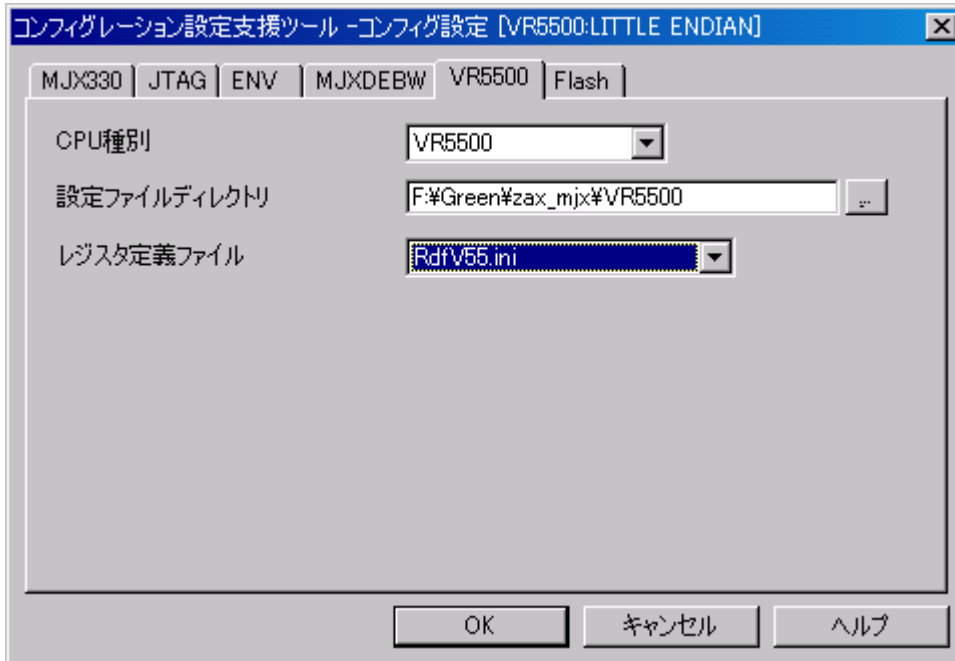 コンフィグレーション設定支援ツール -コンフィグ設定 [VR5500:LITTLE ENDIAN]
MJX330 JTAG ENV MJXDEBW VR5500 Flash
CPU種別 VR5500
設定ファイルディレクトリ F:¥Green¥zax_mjx¥VR5500 ...
レジスタ定義ファイル RdfV55.ini
OK キャンセル ヘルプ